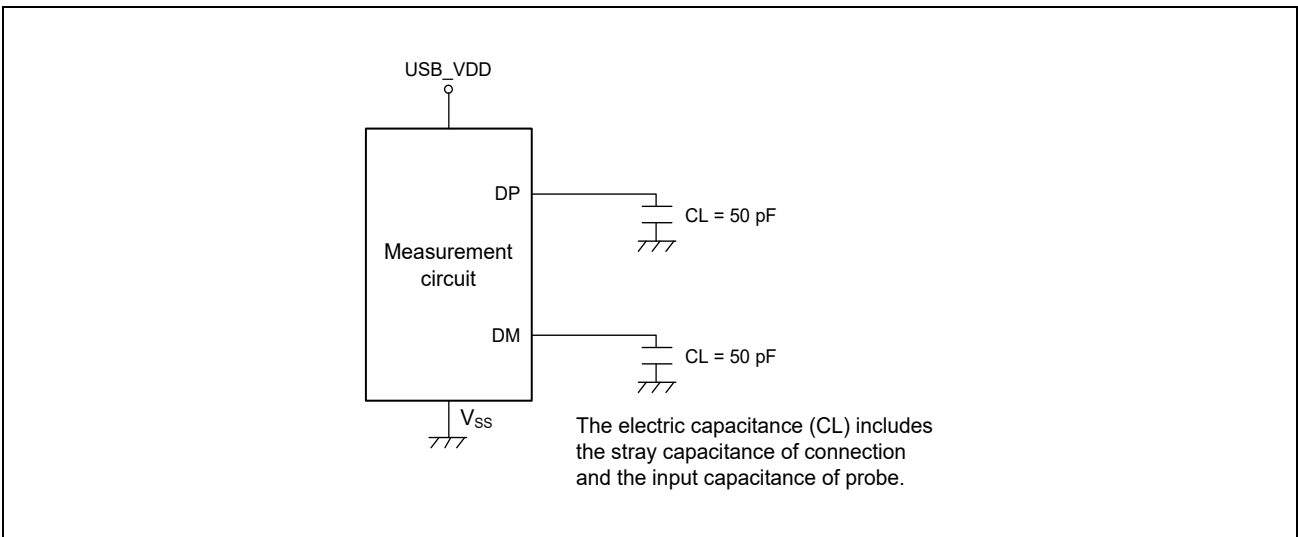 USB_VDD
DP
CL = 50 pF
Measurement
circuit
DM
CL = 50 pF
VSS
The electric capacitance (CL) includes
the stray capacitance of connection
and the input capacitance of probe.